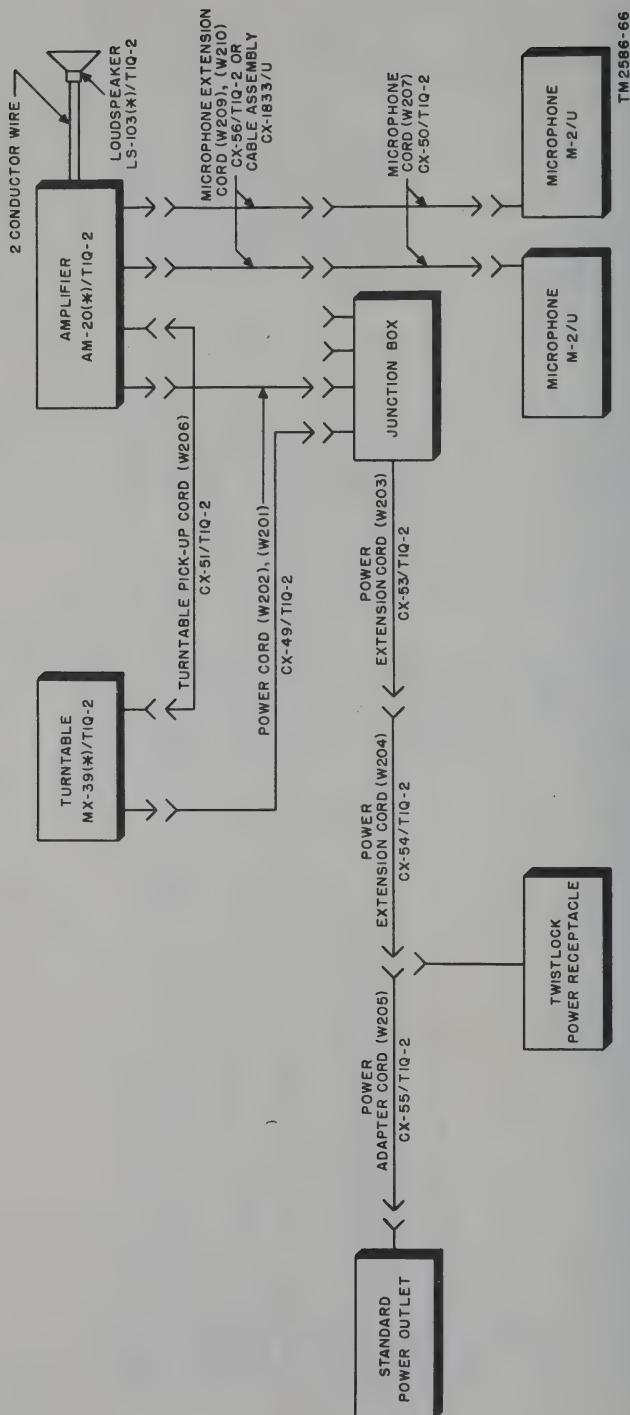 2 CONDUCTOR WIRE
LOUDSPEAKER
LS-103(*)/TIQ-2
AMPLIFIER
AM-20(*)/TIQ-2
MICROPHONE EXTENSION
CORD (W209), (W210)
CX-56/TIQ-2 OR
CABLE ASSEMBLY
CX-1833/U
MICROPHONE
CORD (W207)
CX-50/TIQ-2
MICROPHONE
M-2/U
MICROPHONE
M-2/U
TURNTABLE
MX-39(*)/TIQ-2
TURNTABLE PICK-UP CORD (W206)
CX-51/TIQ-2
POWER CORD (W202), (W201)
CX-49/TIQ-2
JUNCTION BOX
POWER
EXTENSION CORD (W203)
CX-53/TIQ-2
POWER
EXTENSION CORD (W204)
CX-54/TIQ-2
POWER
ADAPTER CORD (W205)
CX-55/TIQ-2
TWISTLOCK
POWER RECEPTACLE
STANDARD
POWER OUTLET
TM2586-66